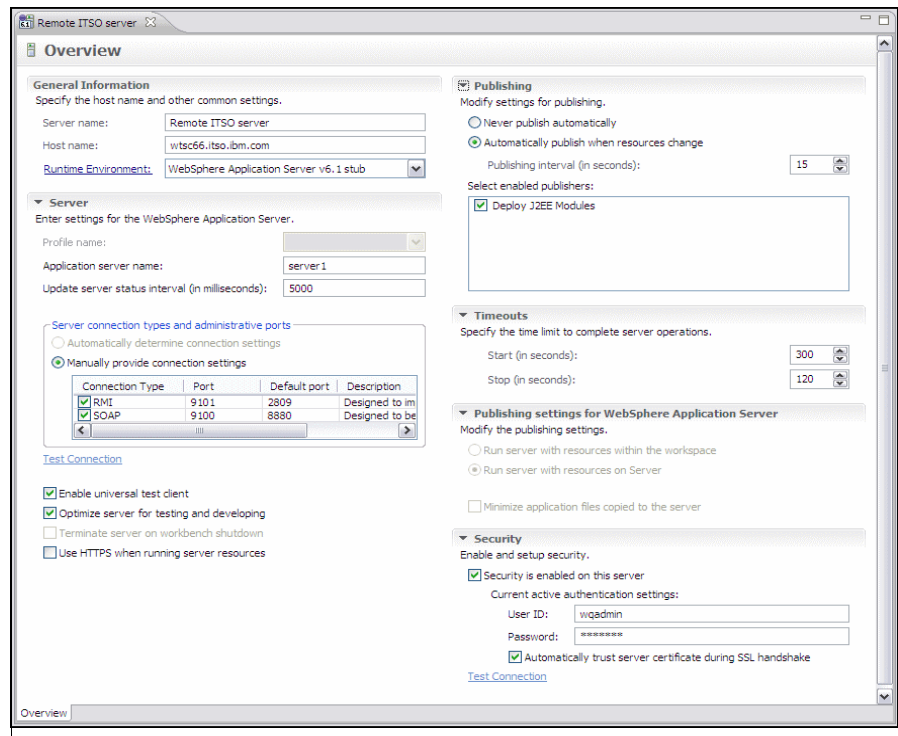 Remote ITSO server
Overview
General Information
Specify the host name and other common settings.
Server name: Remote ITSO server
Host name: wtsc66.itso.ibm.com
Runtime Environment: WebSphere Application Server v6.1 stub
Server
Enter settings for the WebSphere Application Server.
Profile name:
Application server name: server1
Update server status interval (in milliseconds): 5000
Server connection types and administrative ports
Automatically determine connection settings
Manually provide connection settings
Connection Type Port Default port Description
RMI 9101 2809 Designed to im
SOAP 9100 8880 Designed to be
Test Connection
Enable universal test client
Optimize server for testing and developing
Terminate server on workbench shutdown
Use HTTPS when running server resources
Publishing
Modify settings for publishing.
Never publish automatically
Automatically publish when resources change
Publishing interval (in seconds): 15
Select enabled publishers:
Deploy J2EE Modules
Timeouts
Specify the time limit to complete server operations.
Start (in seconds): 300
Stop (in seconds): 120
Publishing settings for WebSphere Application Server
Modify the publishing settings.
Run server with resources within the workspace
Run server with resources on Server
Minimize application files copied to the server
Security
Enable and setup security.
Security is enabled on this server
Current active authentication settings:
User ID: wqadmin
Password: *******
Automatically trust server certificate during SSL handshake
Test Connection
Overview